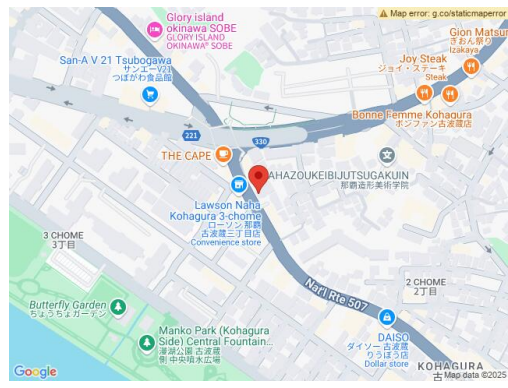 Map error: g.co/staticmaperror
Glory island
okinawa SOBE
GLORY ISLAND
OKINAWA® SOBE
Gion Matsur
ぎおん祭り
Izakaya
San-A V 21 Tsubogawa
サンエーV21
つぼがわ食品館
Joy Steak
ジョイ・ステーキ
Steak
Bonne Femme Kohagura
ボンファン古波蔵店
221
330
THE CAPE
AHAZOUKEIBIJUTSUGAKUIN
那覇造形美術学院
Lawson Naha
Kohagura 3-chome
ローソン 那覇
古波蔵三丁目店
Convenience store
3 CHOME
3丁目
Nat'l Rte 507
2 CHOME
2丁目
Butterfly Garden
ちょうちょガーデン
Manko Park (Kohagura
Side) Central Fountain...
漫湖公園 古波蔵
側 中央噴水広場
DAISO
ダイソー 古波蔵
りうぼう店
Dollar store
KOHAGURA
Google
Map data ©2025